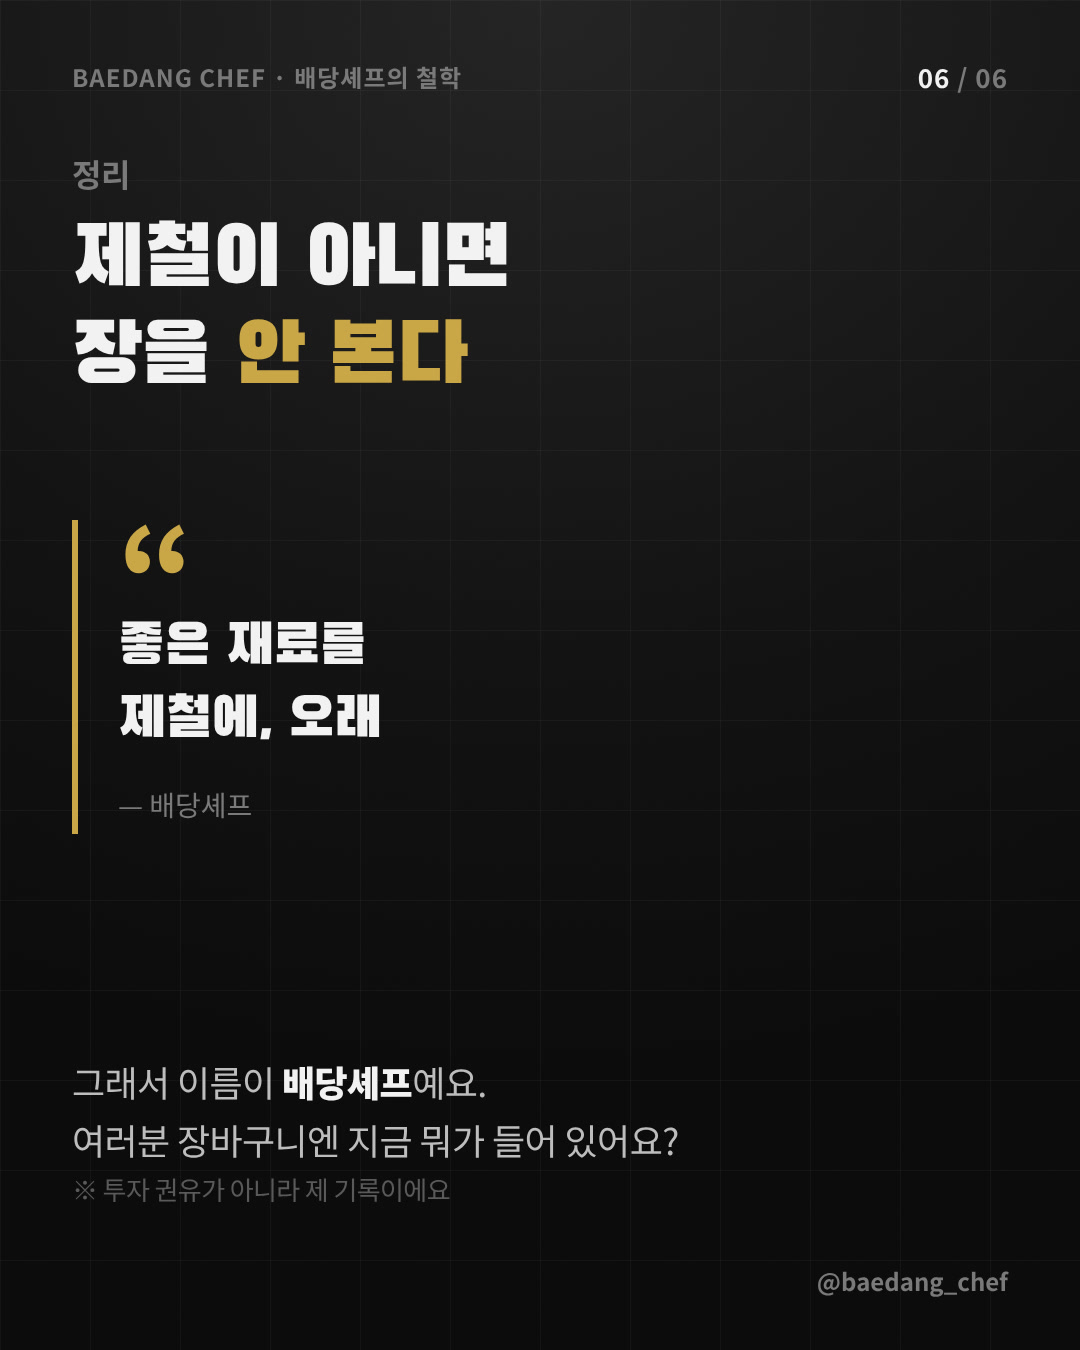 BAEDANG CHEF · 배당셰프의 철학
06 / 06
정리
제철이 아니면
장을 안 본다
“
좋은 재료를
제철에, 오래
— 배당셰프
그래서 이름이 배당셰프예요.
여러분 장바구니엔 지금 뭐가 들어 있어요?
※ 투자 권유가 아니라 제 기록이에요
@baedang_chef